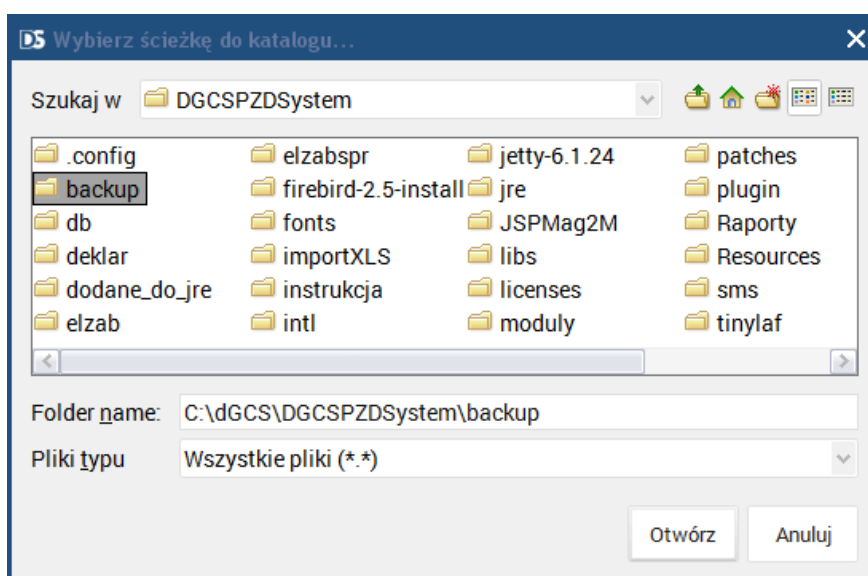 D5 Wybierz ścieżkę do katalogu...
Szukaj w DGCSPZDSystem
.config elzabspr jetty-6.1.24 patches
backup firebird-2.5-install jre plugin
db fonts JSPMag2M Raporty
deklar importXLS libs Resources
dodane_do_jre instrukcja licenses sms
elzab intl moduly tinylaf
Folder name: C:\dGCS\DGCSPZDSystem\backup
Pliki typu Wszystkie pliki (*.*)
Otwórz Anuluj